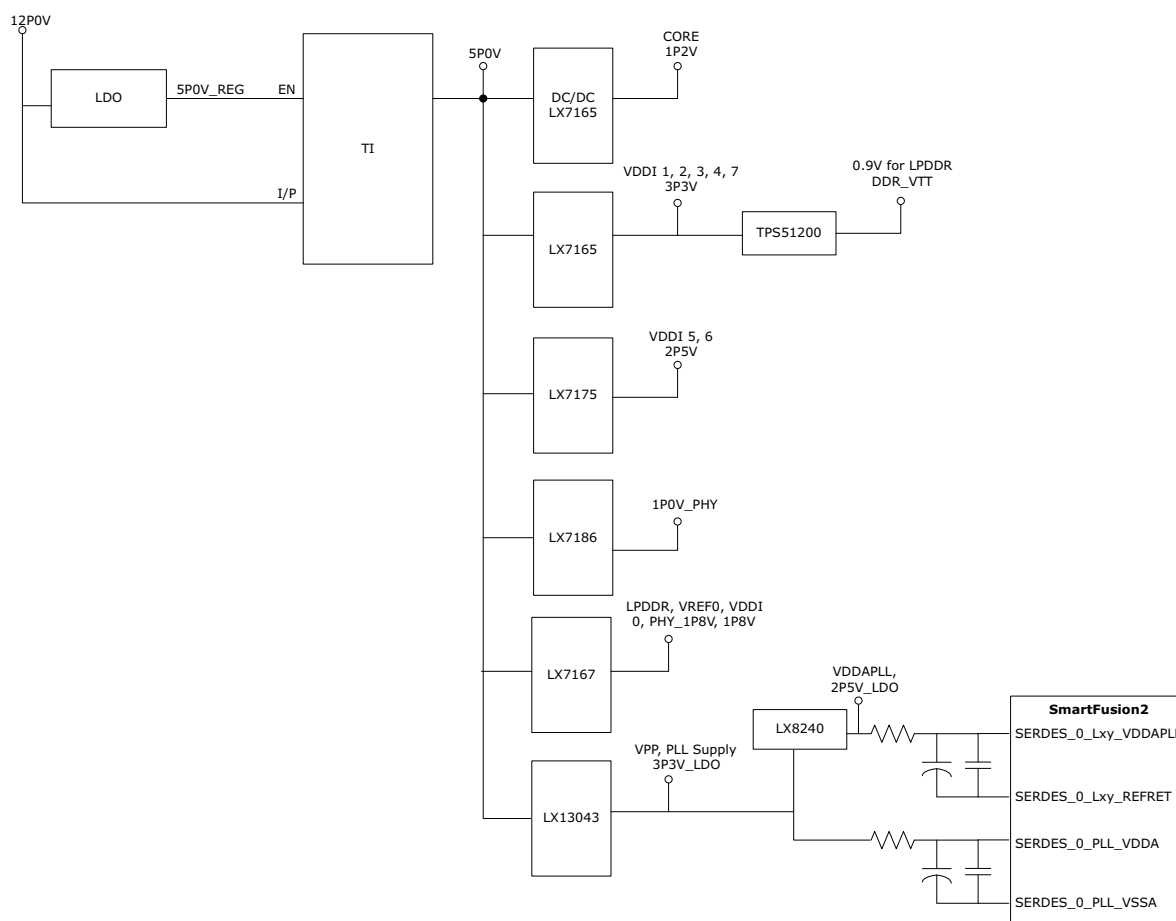 12P0V
LDO
5P0V_REG
EN
I/P
TI
5P0V
DC/DC
LX7165
CORE
1P2V
LX7165
VDDI 1, 2, 3, 4, 7
3P3V
TPS51200
0.9V for LPDDR
DDR_VTT
LX7175
VDDI 5, 6
2P5V
LX7186
1P0V_PHY
LX7167
LPDDR, VREF0, VDDI
0, PHY_1P8V, 1P8V
LX13043
VPP, PLL Supply
3P3V_LDO
LX8240
VDDAPLL,
2P5V_LDO
SmartFusion2
SERDES_0_Lxy_VDDAPLL
SERDES_0_Lxy_REFRET
SERDES_0_PLL_VDDA
SERDES_0_PLL_VSSA